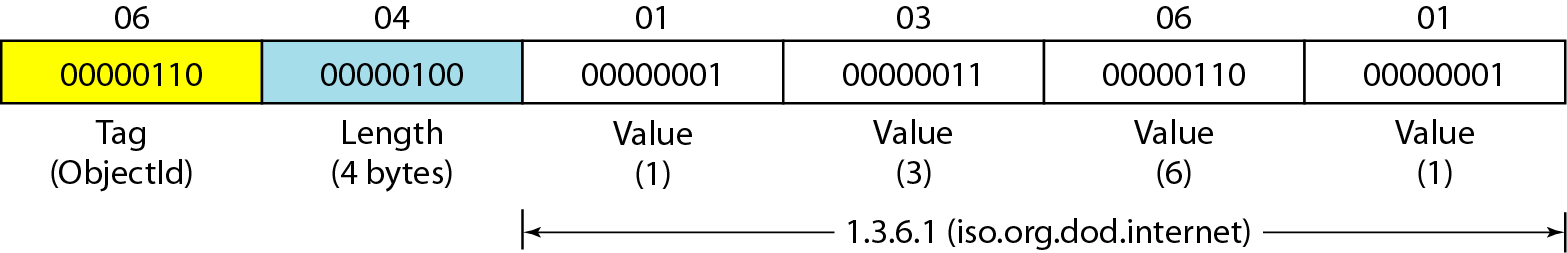 06 04 01 03 06 01
00000110 00000100 00000001 00000011 00000110 00000001
Tag Length Value Value Value Value
(ObjectId) (4 bytes) (1) (3) (6) (1)
1.3.6.1 (iso.org.dod.internet)